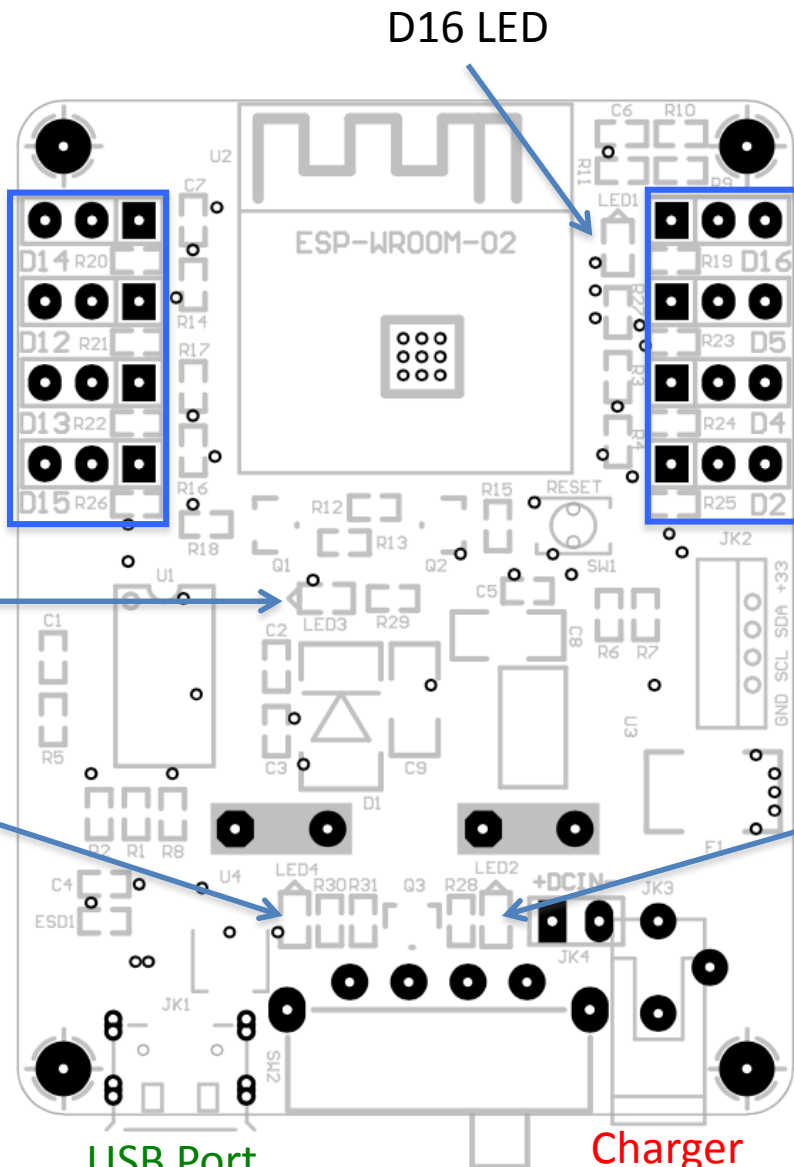 D16 LED
C6 R10
U2
R11
C7
R9
LED1
ESP-WROOM-02
D14 R20
R19 D16
R14
R27
D12 R21
R23 D5
R17
R3
D13 R22
R24 D4
R4
R16
R15
RESET
D15 R26
R12
R25 D2
R18
R13
JK2
Q1
Q2
SW1
U1
C5
+33
C1
LED3
R29
SDA
C2
C8
R6 R7
SCL
GND
U3
R5
C3
C9
D1
R2 R1 R8
F1
U4
LED4
LED2
C4
R30 R31
Q3
R28
+DCIN-
JK3
ESD1
JK4
JK1
SW2
USB Port
Charger